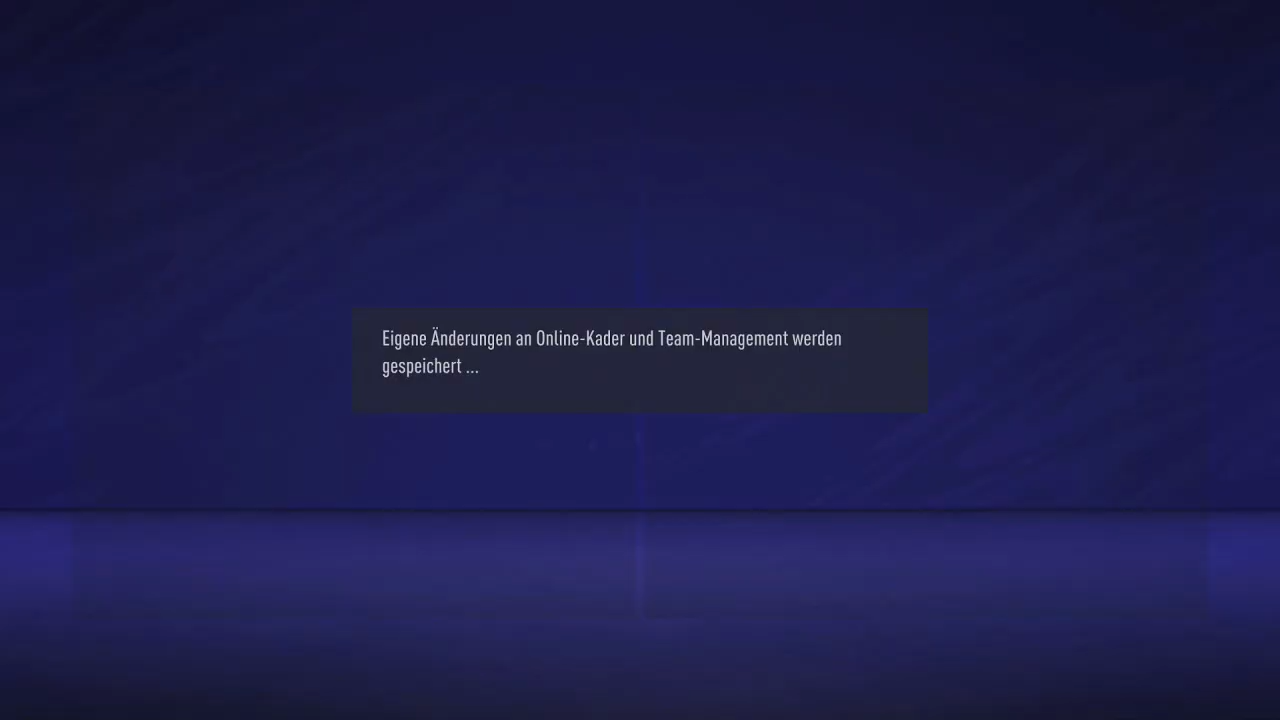 Eigene Änderungen an Online-Kader und Team-Management werden
gespeichert ...